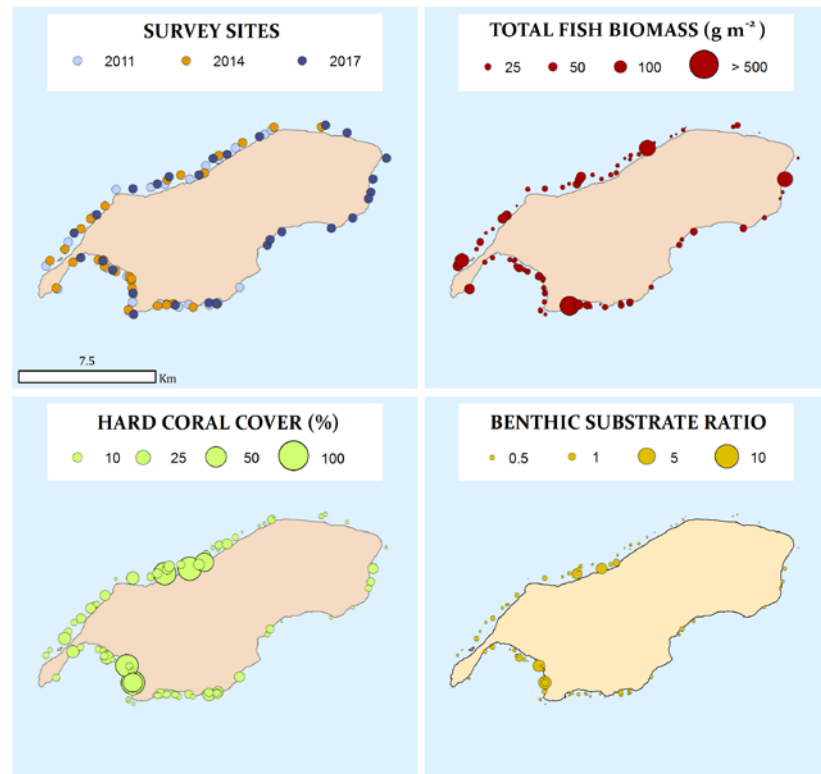 SURVEY SITES
2011 2014 2017
7.5
Km
TOTAL FISH BIOMASS (g m⁻²)
25 50 100 > 500
HARD CORAL COVER (%)
10 25 50 100
BENTHIC SUBSTRATE RATIO
0.5 1 5 10